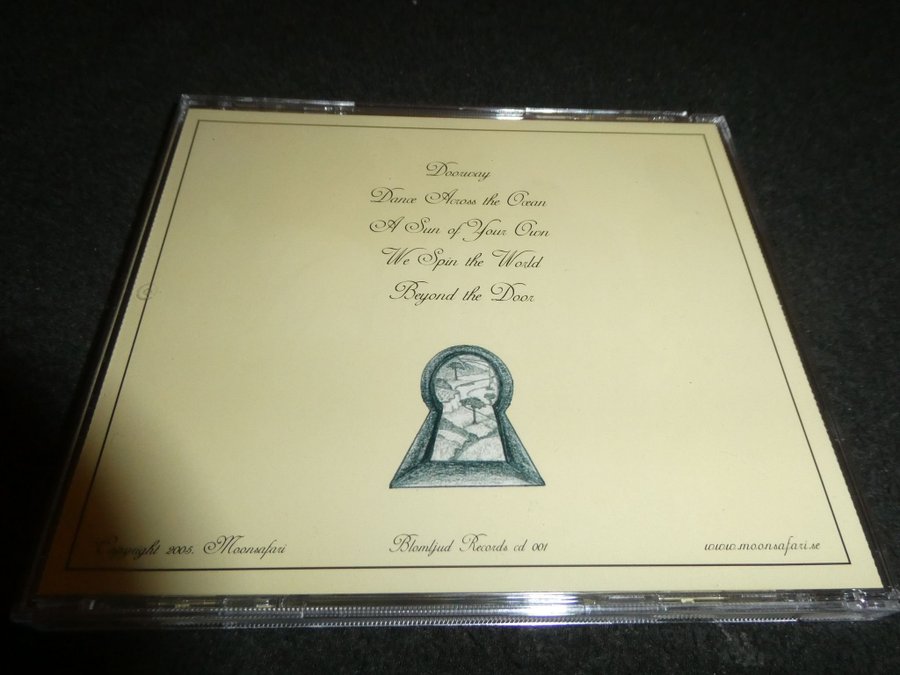 Doorway
Dance Across the Ocean
A Sun of Your Own
We Spin the World
Beyond the Door
Copyright 2005. Moonsafari
Blomljud Records cd 001
www.moonsafari.se